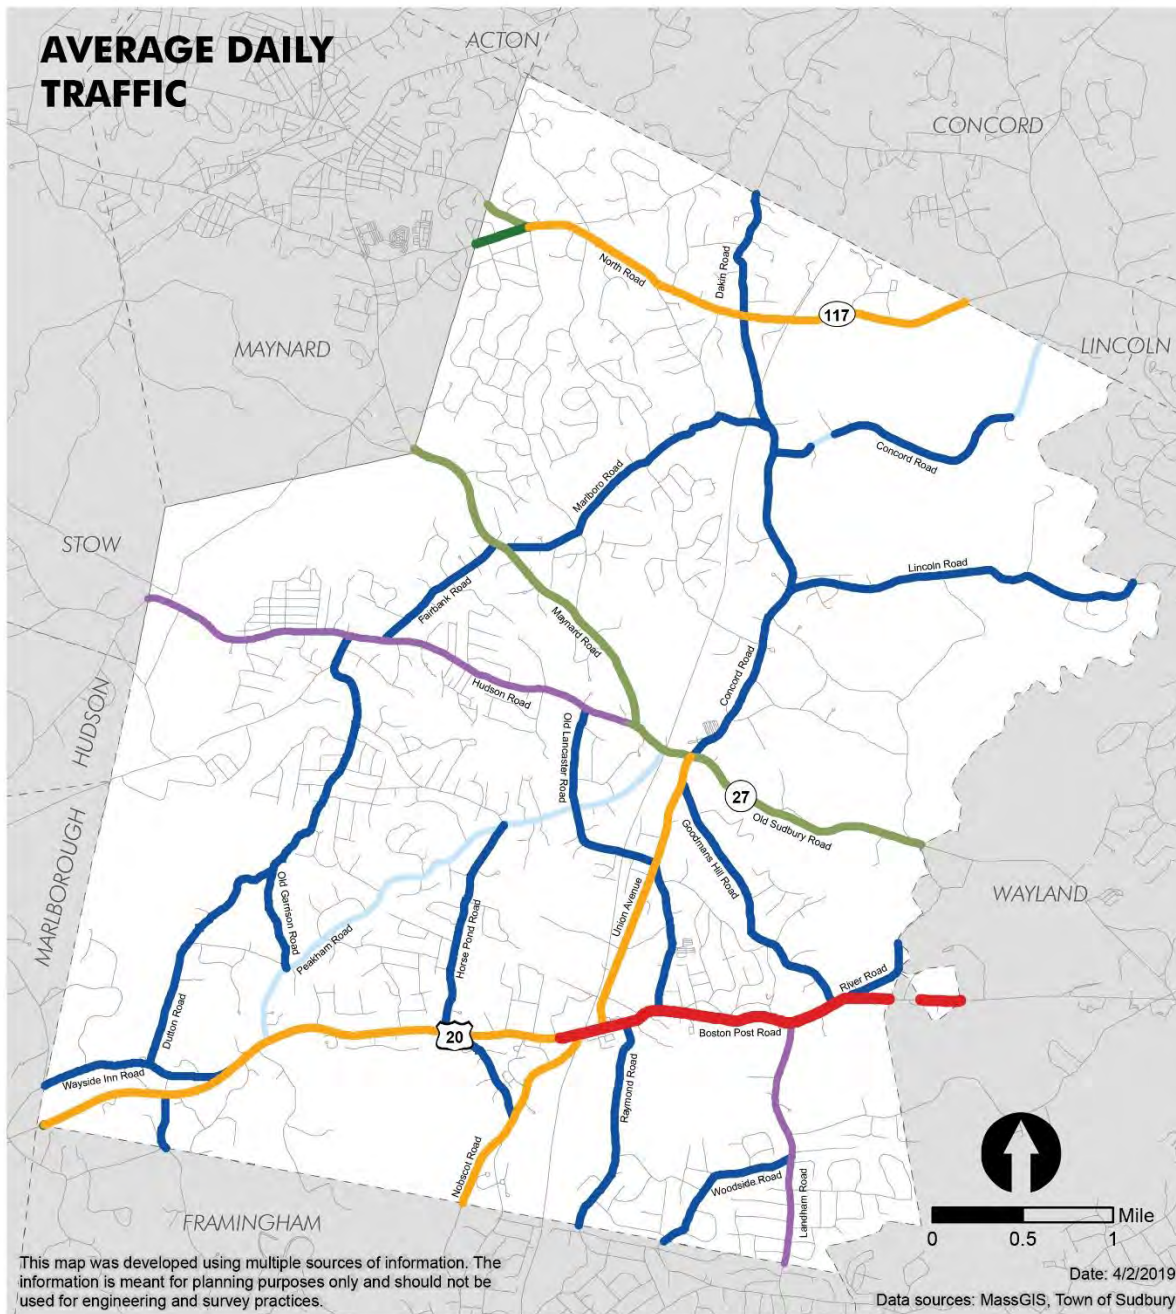 AVERAGE DAILY
TRAFFIC
ACTON
CONCORD
MAYNARD
LINCOLN
STOW
HUDSON
MARLBOROUGH
WAYLAND
FRAMINGHAM
North Road
Dakin Road
117
Concord Road
Marlboro Road
Lincoln Road
Fairbank Road
Maynard Road
Concord Road
Hudson Road
Old Lancaster Road
27
Old Sudbury Road
Goodmans Hill Road
Union Avenue
Old Garrison Road
Peakham Road
Horse Pond Road
River Road
Dutton Road
20
Boston Post Road
Wayside Inn Road
Raymond Road
Nobscot Road
Woodside Road
Landham Road
Mile
0 0.5 1
This map was developed using multiple sources of information. The
information is meant for planning purposes only and should not be
used for engineering and survey practices.
Date: 4/2/2019
Data sources: MassGIS, Town of Sudbury